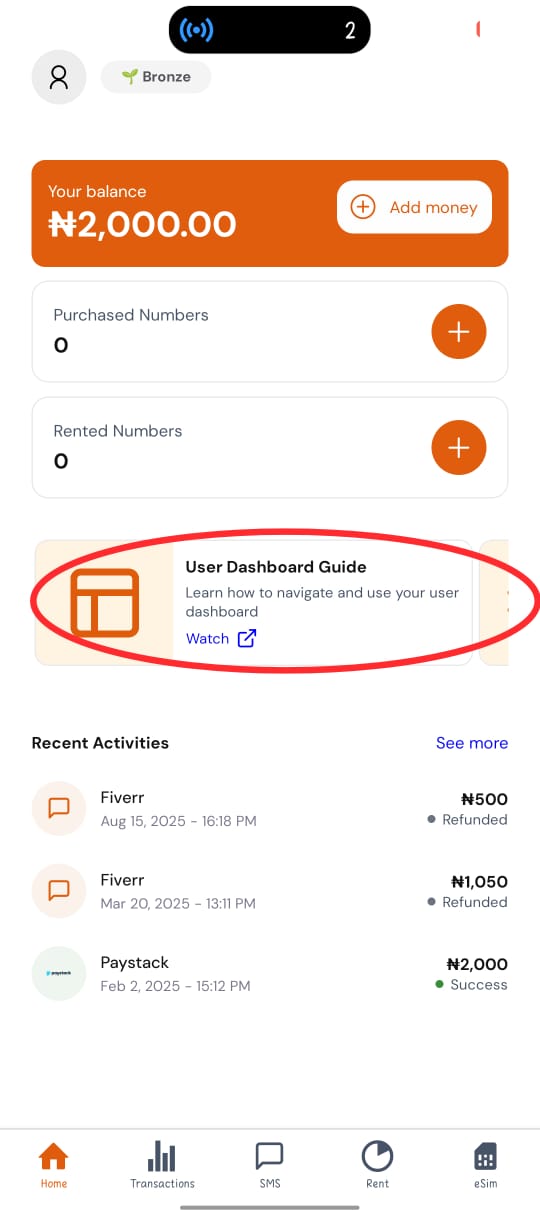 2
🌱 Bronze
Your balance
₦2,000.00
Add money
Purchased Numbers
0
Rented Numbers
0
User Dashboard Guide
Learn how to navigate and use your user
dashboard
Watch
Recent Activities
See more
Fiverr
₦500
Aug 15, 2025 - 16:18 PM
Refunded
Fiverr
₦1,050
Mar 20, 2025 - 13:11 PM
Refunded
paystack
Paystack
₦2,000
Feb 2, 2025 - 15:12 PM
Success
Home
Transactions
SMS
Rent
eSim